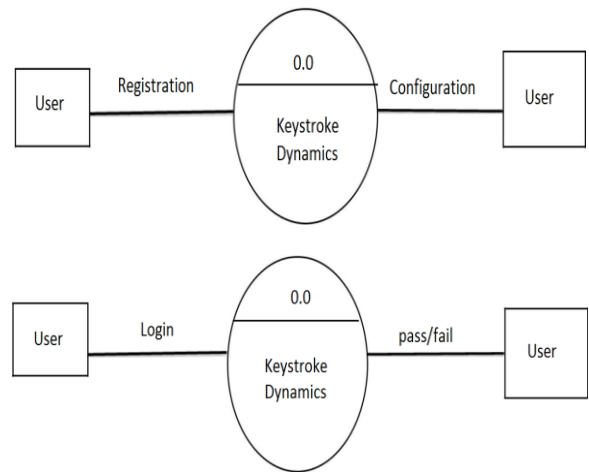 0.0
Registration
Configuration
User
User
Keystroke
Dynamics
0.0
Login
pass/fail
User
User
Keystroke
Dynamics